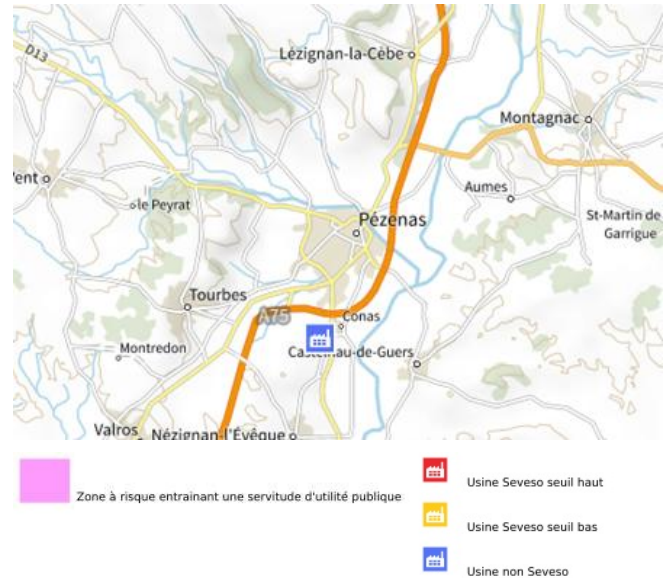 D13
Lézignan-la-Cèbe
Montagnac
Pent
le Peyrat
Aumes
Pézenas
St-Martin de
Garrigue
Tourbes
A75
Conas
Montredon
Castelnau-de-Guers
Valros
Nézignan-l'Évêque
Zone à risque entrainant une servitude d'utilité publique
Usine Seveso seuil haut
Usine Seveso seuil bas
Usine non Seveso